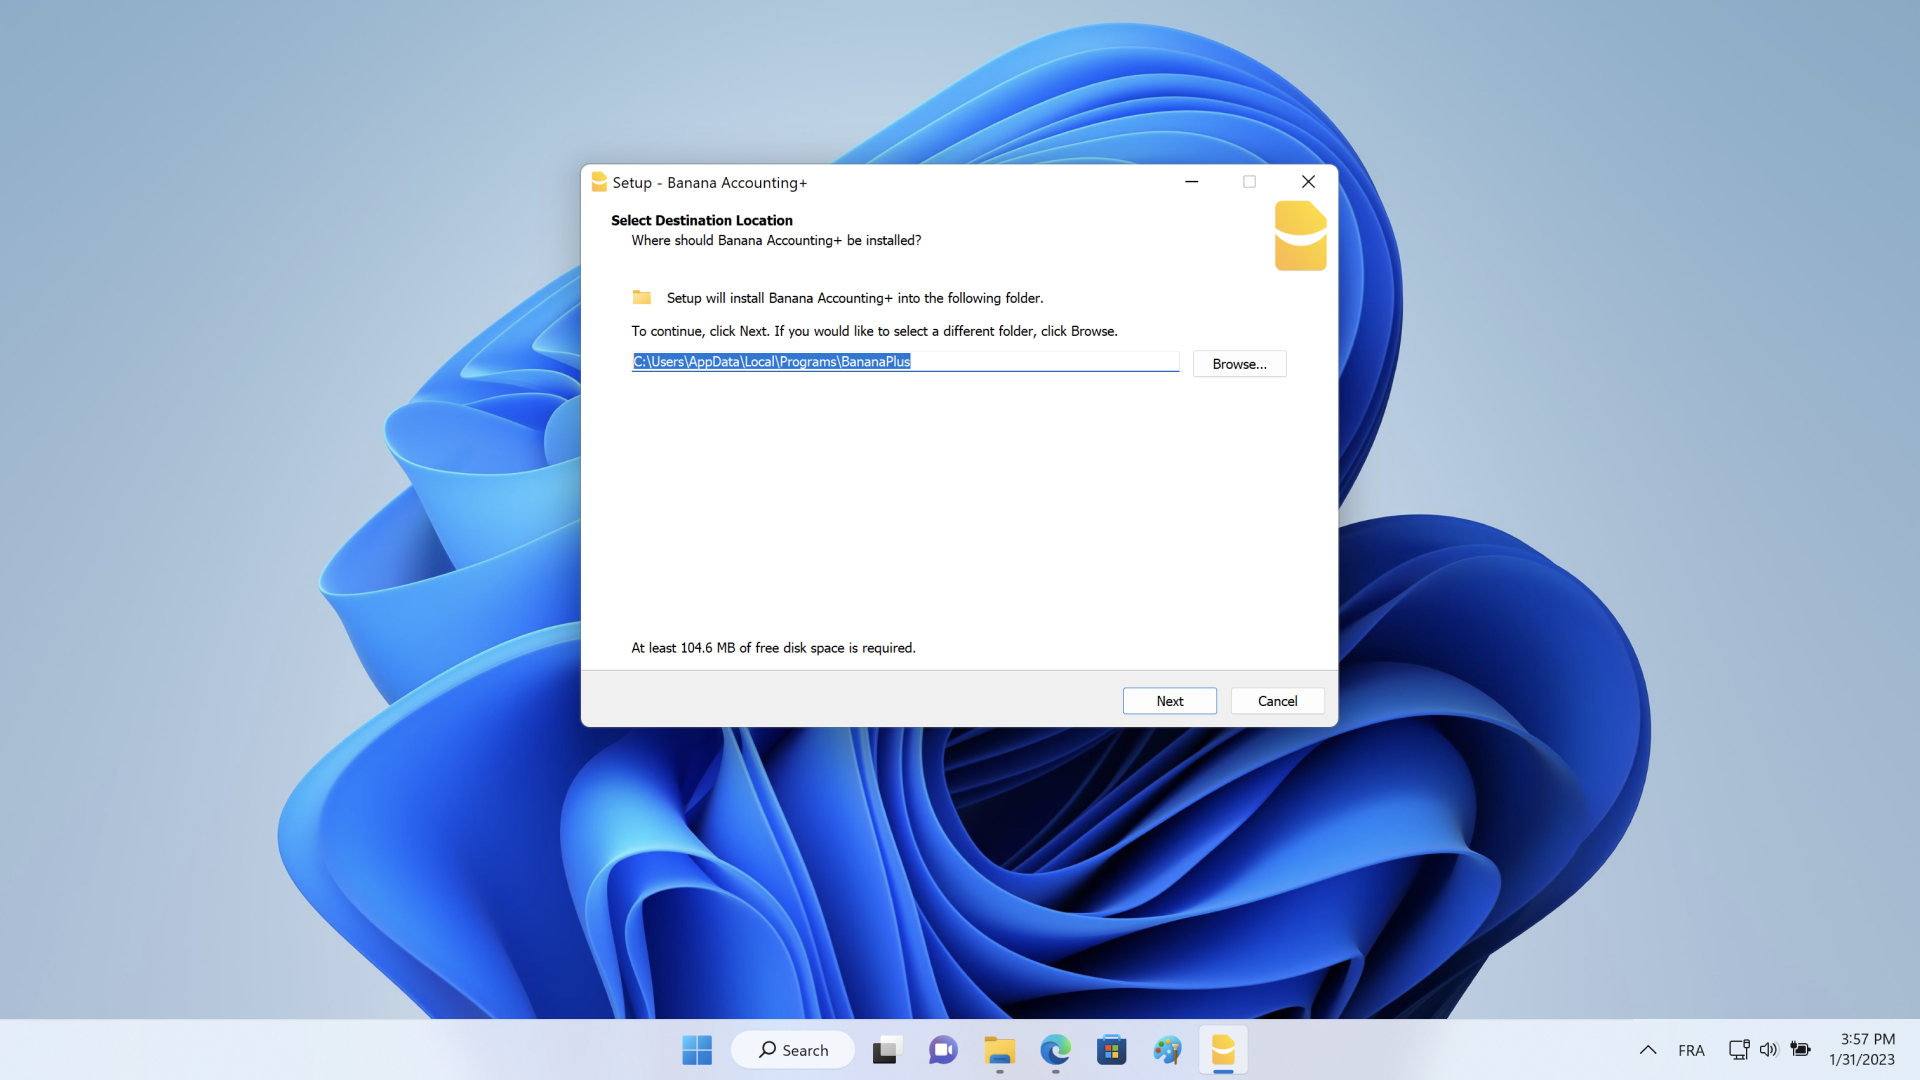 Setup - Banana Accounting+
Select Destination Location
Where should Banana Accounting+ be installed?
Setup will install Banana Accounting+ into the following folder.
To continue, click Next. If you would like to select a different folder, click Browse.
C:\Users\AppData\Local\Programs\BananaPlus
Browse...
At least 104.6 MB of free disk space is required.
Next
Cancel
Search
FRA
3:57 PM
1/31/2023